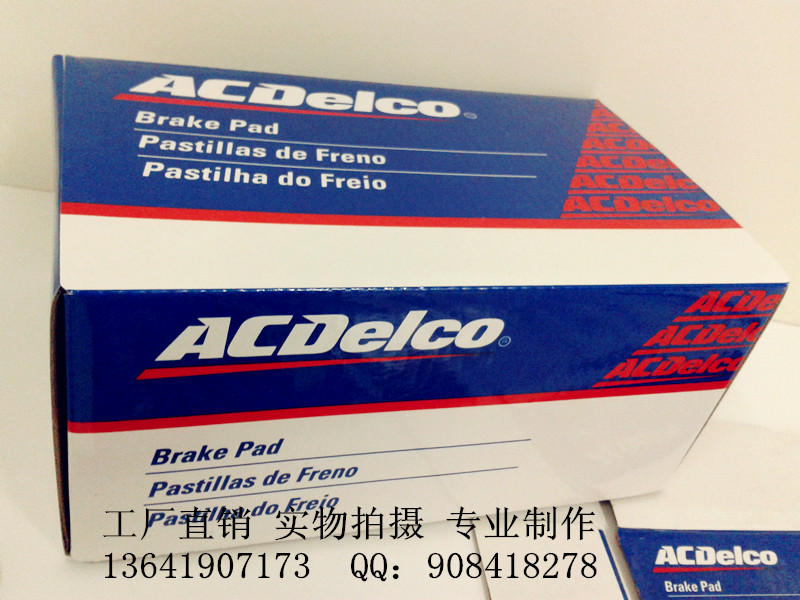 ACDelco
Brake Pad
Pastillas de Freno
Pastilha do Freio
ACDelco
ACDelco
ACDelco
ACDelco
ACDelco ®
ACDelco
ACDelco
Brake Pad
Pastillas de Freno
Pastilha do Freio
工厂直销 实物拍摄 专业制作
13641907173 QQ：908418278
ACDelco
Brake Pad